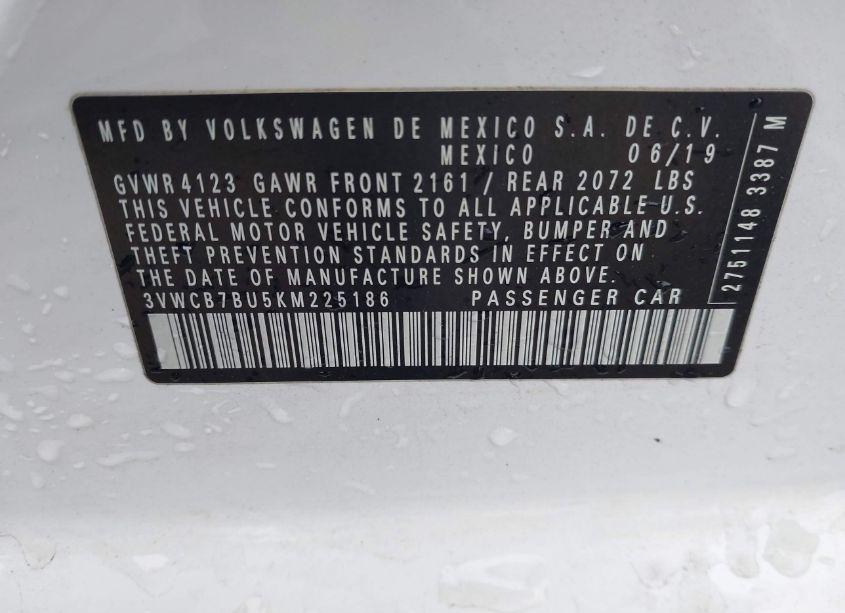 MFD BY VOLKSWAGEN DE MEXICO S.A. DE C.V.
MEXICO 06/19
GVWR 4123 GAWR FRONT 2161 / REAR 2072 LBS
THIS VEHICLE CONFORMS TO ALL APPLICABLE U.S.
FEDERAL MOTOR VEHICLE SAFETY, BUMPER AND
THEFT PREVENTION STANDARDS IN EFFECT ON
THE DATE OF MANUFACTURE SHOWN ABOVE.
3VWCB7BU5KM225186 PASSENGER CAR
2751148 3387 M